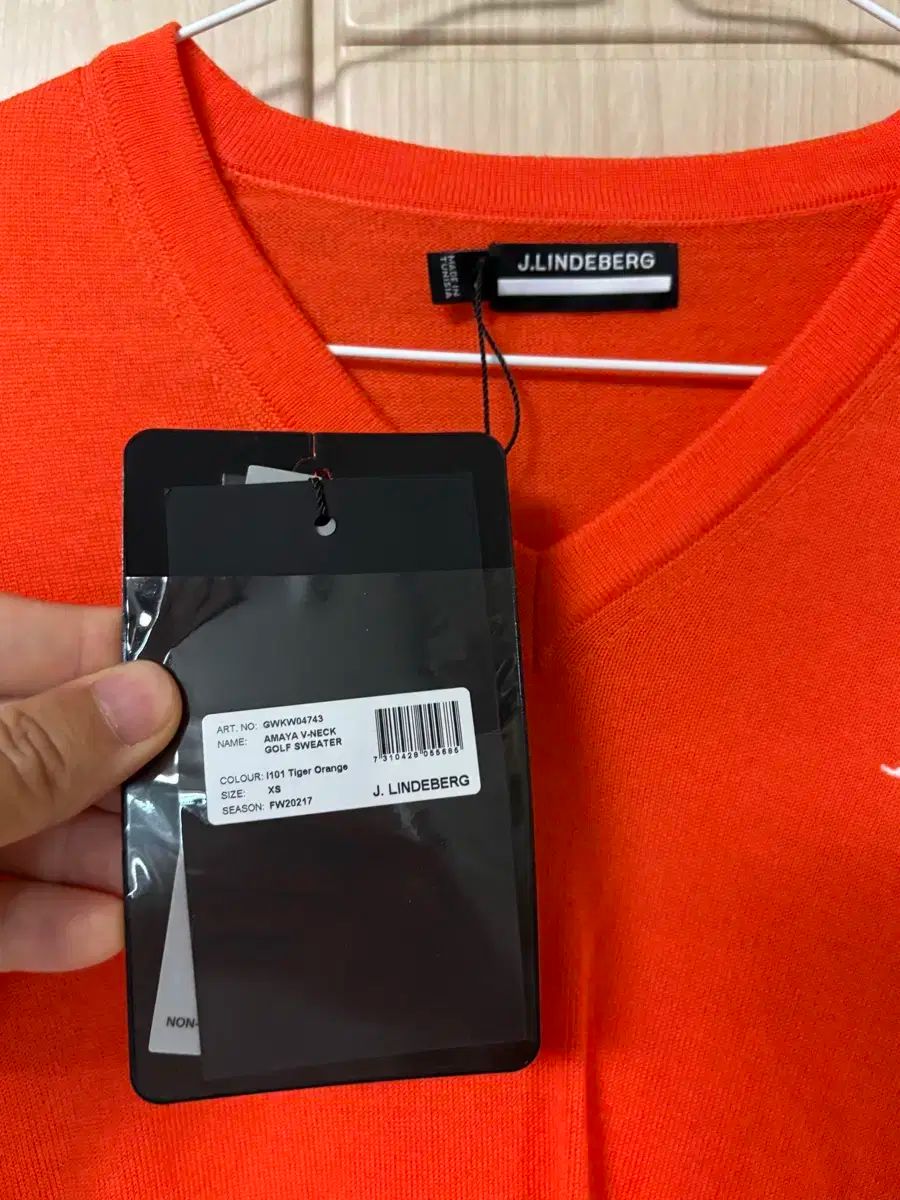 MADE IN
TUNISIA
J.LINDEBERG
ART. NO: GWKW04743
NAME: AMAYA V-NECK
GOLF SWEATER
7310428055685
COLOUR: I101 Tiger Orange
SIZE: XS
SEASON: FW20217
J. LINDEBERG
NON-